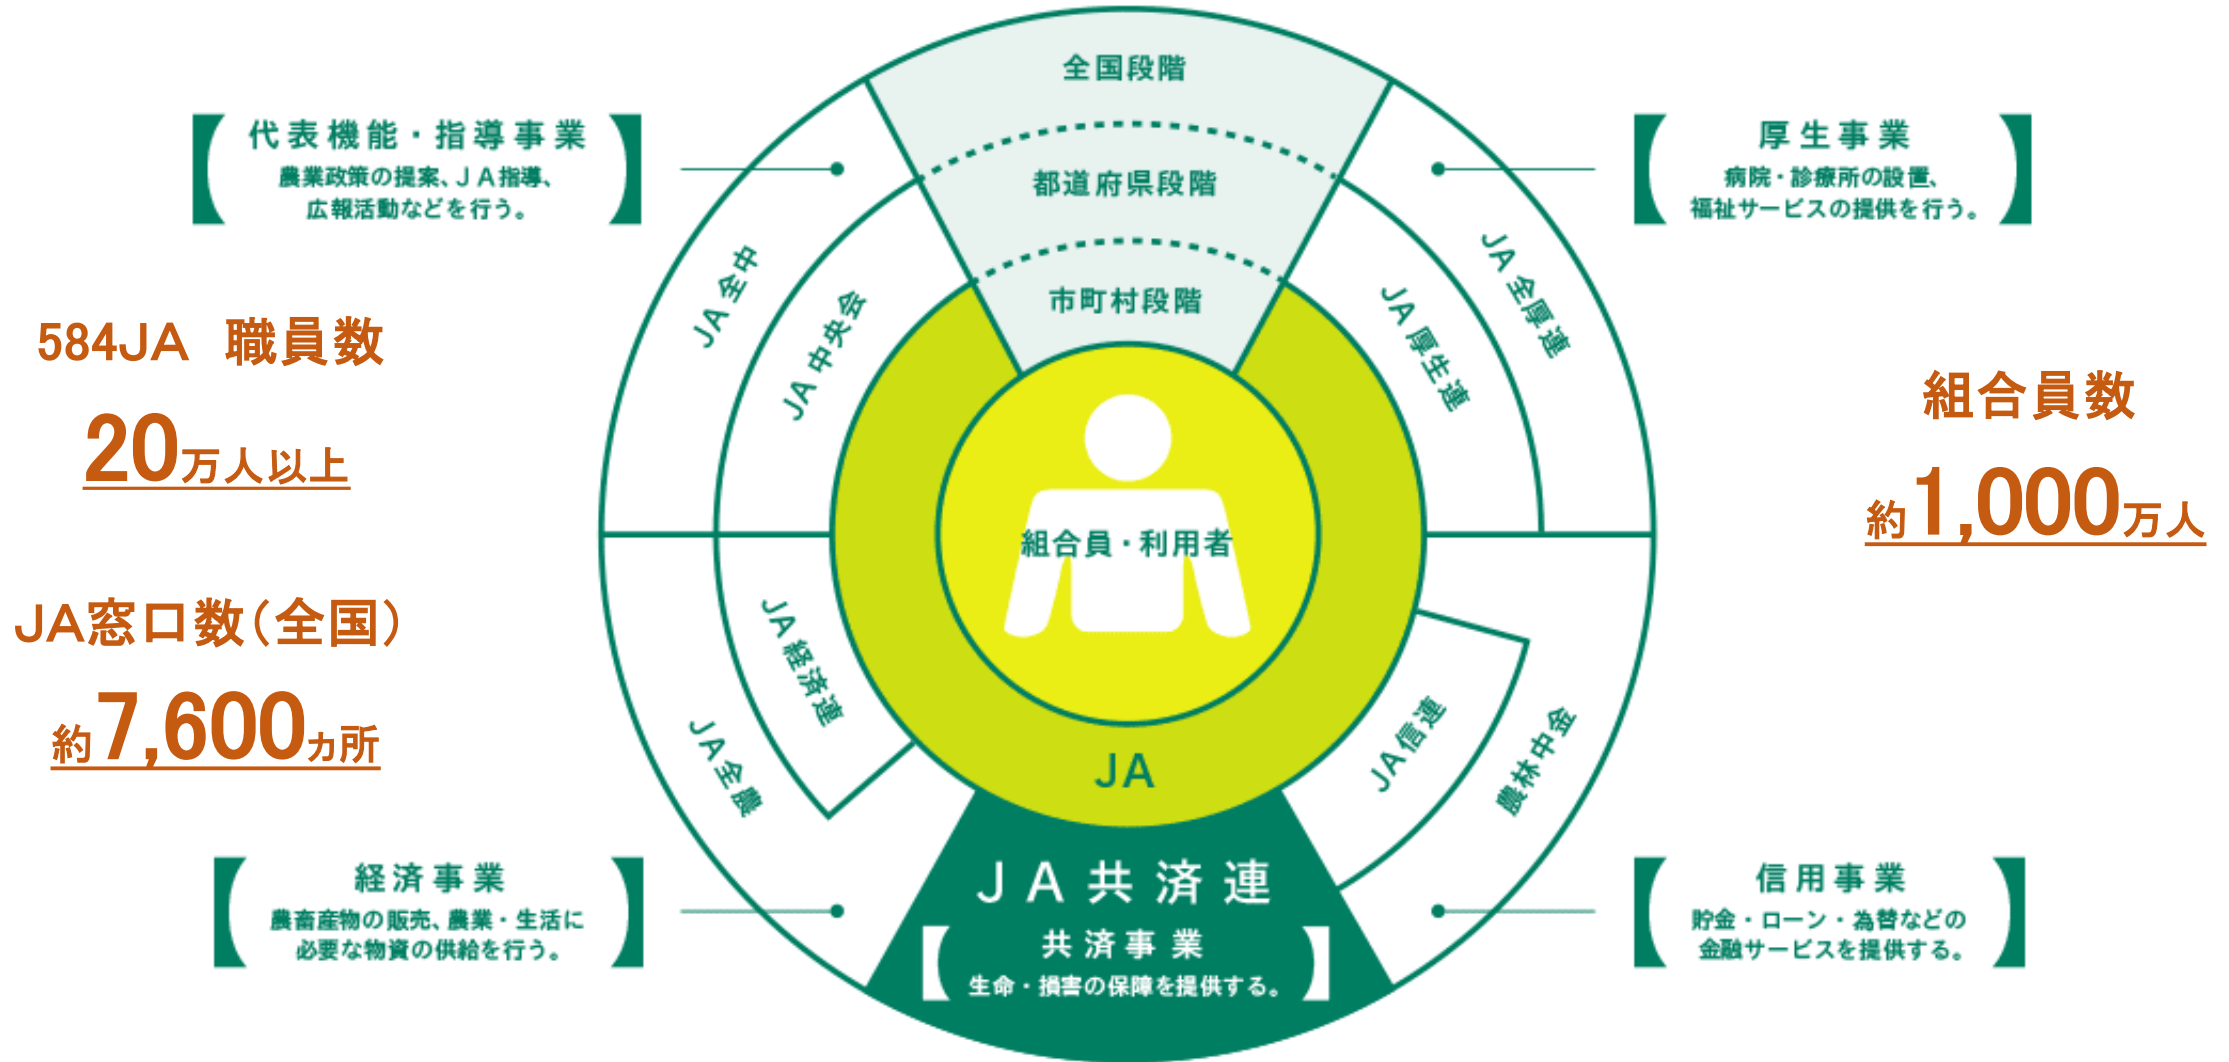 全国段階
都道府県段階
市町村段階
【代表機能・指導事業】
農業政策の提案、JA指導、
広報活動などを行う。
【厚生事業】
病院・診療所の設置、
福祉サービスの提供を行う。
JA全中
JA中央会
JA厚生連
JA全厚連
584JA 職員数
20万人以上
組合員数
約1,000万人
組合員・利用者
JA窓口数(全国)
約7,600カ所
JA経済連
JA全農
JA
JA信連
農林中金
【経済事業】
農畜産物の販売、農業・生活に
必要な物資の供給を行う。
JA共済連
【共済事業】
生命・損害の保障を提供する。
【信用事業】
貯金・ローン・為替などの
金融サービスを提供する。